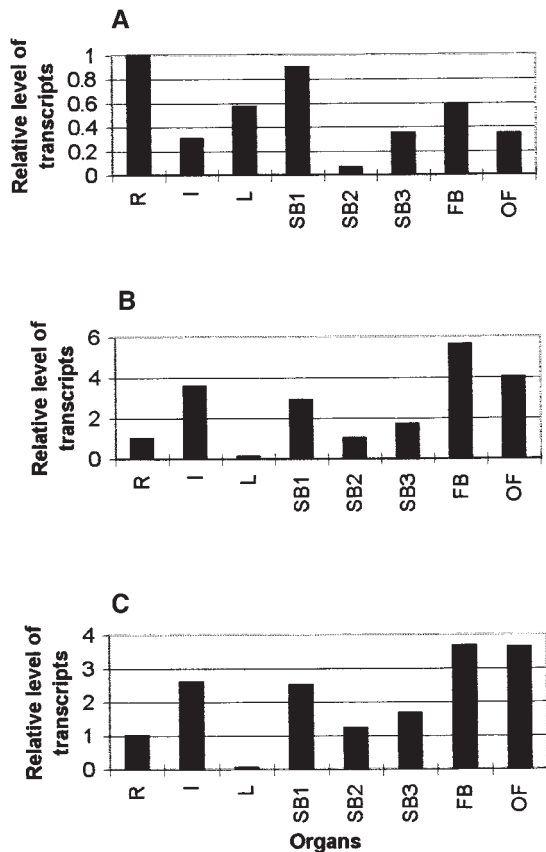 A
Relative level of
transcripts
1
0.8
0.6
0.4
0.2
0
R
I
L
SB1
SB2
SB3
FB
OF
B
Relative level of
transcripts
6
4
2
0
R
I
L
SB1
SB2
SB3
FB
OF
C
Relative level of
transcripts
4
3
2
1
0
R
I
L
SB1
SB2
SB3
FB
OF
Organs